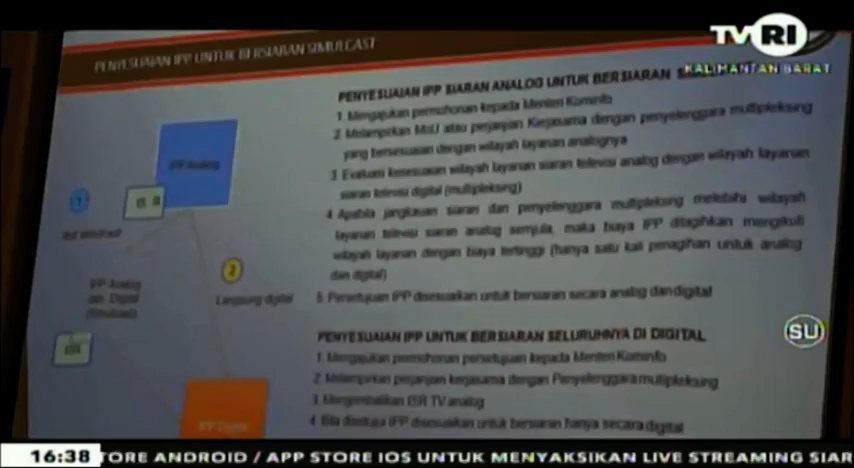 TVRI
KALIMANTAN BARAT
PENYESUAIAN IPP UNTUK BERSIARAN SIMULCAST
PENYESUAIAN IPP SIARAN ANALOG UNTUK BERSIARAN
1. Mengajukan permohonan kepada Menteri Kominfo
2. Melampirkan MoU atau perjanjian Kerjasama dengan penyelenggara multipleksing
yang bersesuaian dengan wilayah layanan analognya
3. Evaluasi kesesuaian wilayah layanan siaran televisi analog dengan wilayah layanan
siaran televisi digital (multipleksing)
4. Apabila jangkauan siaran dari penyelenggara multipleksing melebihi wilayah
layanan televisi siaran analog semula, maka biaya IPP ditagihkan mengikuti
wilayah layanan dengan biaya tertinggi (hanya satu kali penagihan untuk analog
dan digital)
5. Persetujuan IPP disesuaikan untuk bersiaran secara analog dan digital
PENYESUAIAN IPP UNTUK BERSIARAN SELURUHNYA DI DIGITAL
1. Mengajukan permohonan persetujuan kepada Menteri Kominfo
2. Melampirkan perjanjian kerjasama dengan Penyelenggara multipleksing
3. Mengembalikan ISR TV analog
4. Bila disetujui IPP disesuaikan untuk bersiaran hanya secara digital
IPP Analog
1
2
Langsung digital
IPP Analog
dan Digital
(Simulcast)
IPP Digital
SU
16:38
TORE ANDROID / APP STORE IOS UNTUK MENYAKSIKAN LIVE STREAMING SIAR